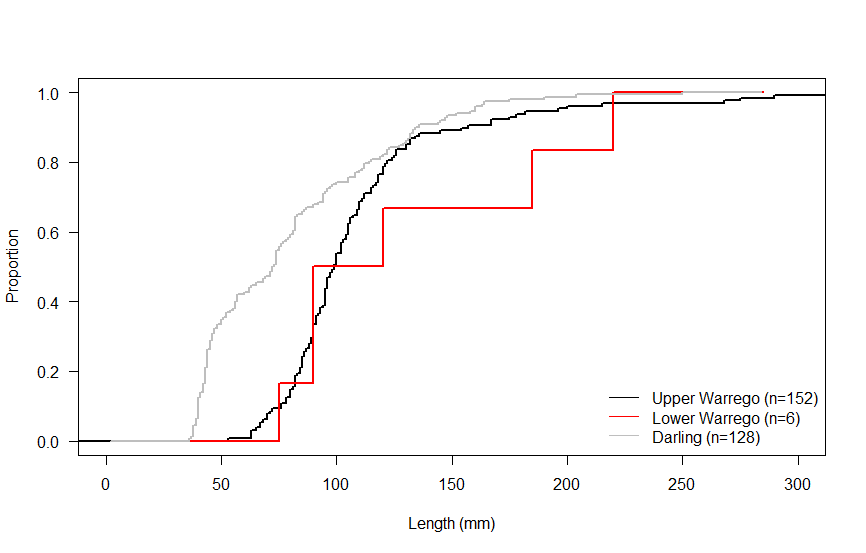 1.0
0.8
0.6
0.4
0.2
0.0
Proportion
0 50 100 150 200 250 300
Length (mm)
Upper Warrego (n=152)
Lower Warrego (n=6)
Darling (n=128)